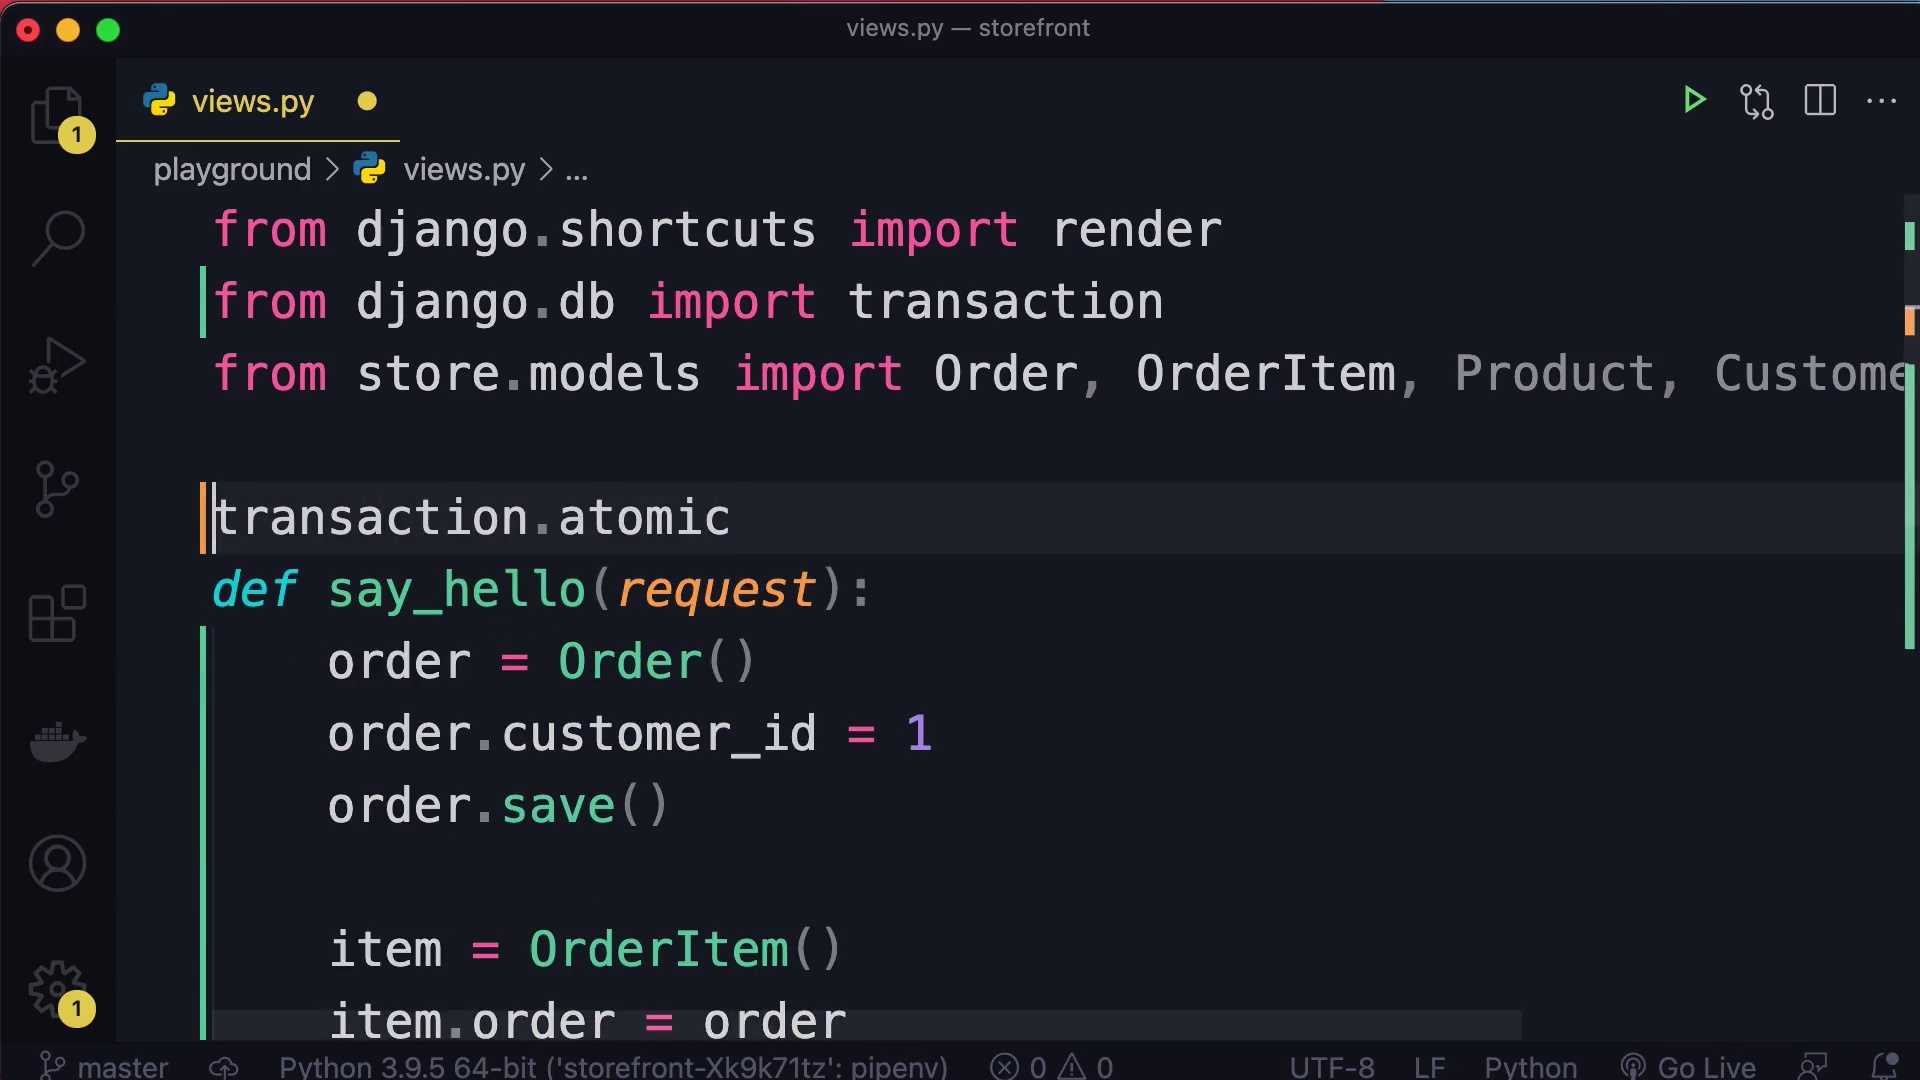 views.py — storefront
1
views.py
playground > views.py > ...
from django.shortcuts import render
from django.db import transaction
from store.models import Order, OrderItem, Product, Custome
transaction.atomic
def say_hello(request):
order = Order()
order.customer_id = 1
order.save()
item = OrderItem()
item.order = order
1
master Python 3.9.5 64-bit ('storefront-Xk9k71tz': pipenv) 0 0 UTF-8 LF Python Go Live